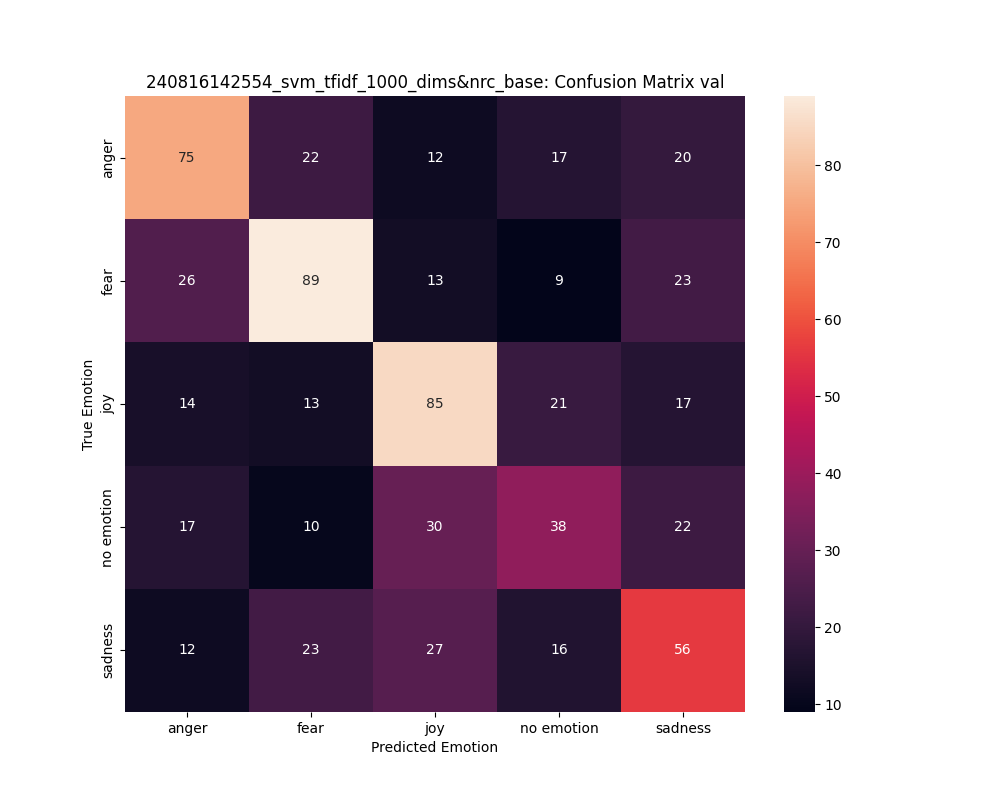 240816142554_svm_tfidf_1000_dims&nrc_base: Confusion Matrix val
True Emotion
anger 75 22 12 17 20
fear 26 89 13 9 23
joy 14 13 85 21 17
no emotion 17 10 30 38 22
sadness 12 23 27 16 56
anger fear joy no emotion sadness
Predicted Emotion
80
70
60
50
40
30
20
10